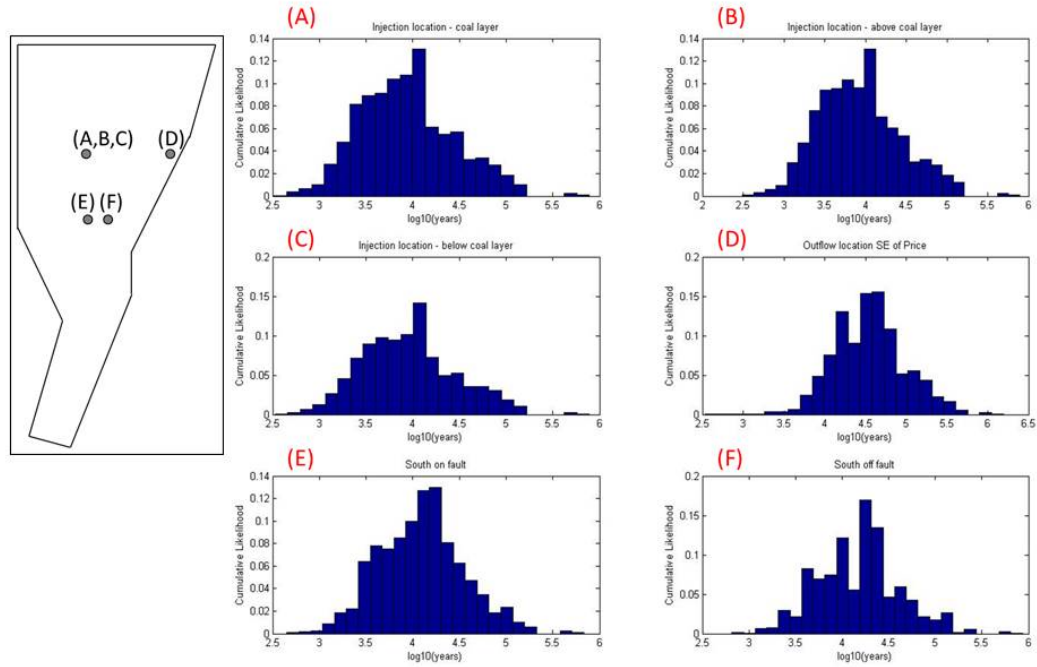 (A,B,C)
(D)
(E)
(F)
(A)
Injection location - coal layer
Cumulative Likelihood
0.14
0.12
0.1
0.08
0.06
0.04
0.02
0
2.5 3 3.5 4 4.5 5 5.5 6
log10(years)
(B)
Injection location - above coal layer
Cumulative Likelihood
0.14
0.12
0.1
0.08
0.06
0.04
0.02
0
2 2.5 3 3.5 4 4.5 5 5.5 6
log10(years)
(C)
Injection location - below coal layer
Cumulative Likelihood
0.2
0.15
0.1
0.05
0
2.5 3 3.5 4 4.5 5 5.5 6
log10(years)
(D)
Outflow location SE of Price
Cumulative Likelihood
0.2
0.15
0.1
0.05
0
2.5 3 3.5 4 4.5 5 5.5 6 6.5
log10(years)
(E)
South on fault
Cumulative Likelihood
0.14
0.12
0.1
0.08
0.06
0.04
0.02
0
2.5 3 3.5 4 4.5 5 5.5 6
log10(years)
(F)
South off fault
Cumulative Likelihood
0.2
0.15
0.1
0.05
0
2.5 3 3.5 4 4.5 5 5.5 6
log10(years)